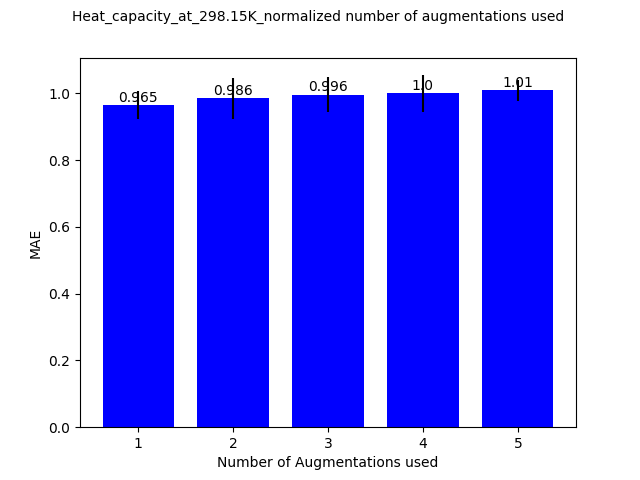 Heat_capacity_at_298.15K_normalized number of augmentations used
MAE
1.0
0.8
0.6
0.4
0.2
0.0
0.965
0.986
0.996
1.0
1.01
1 2 3 4 5
Number of Augmentations used